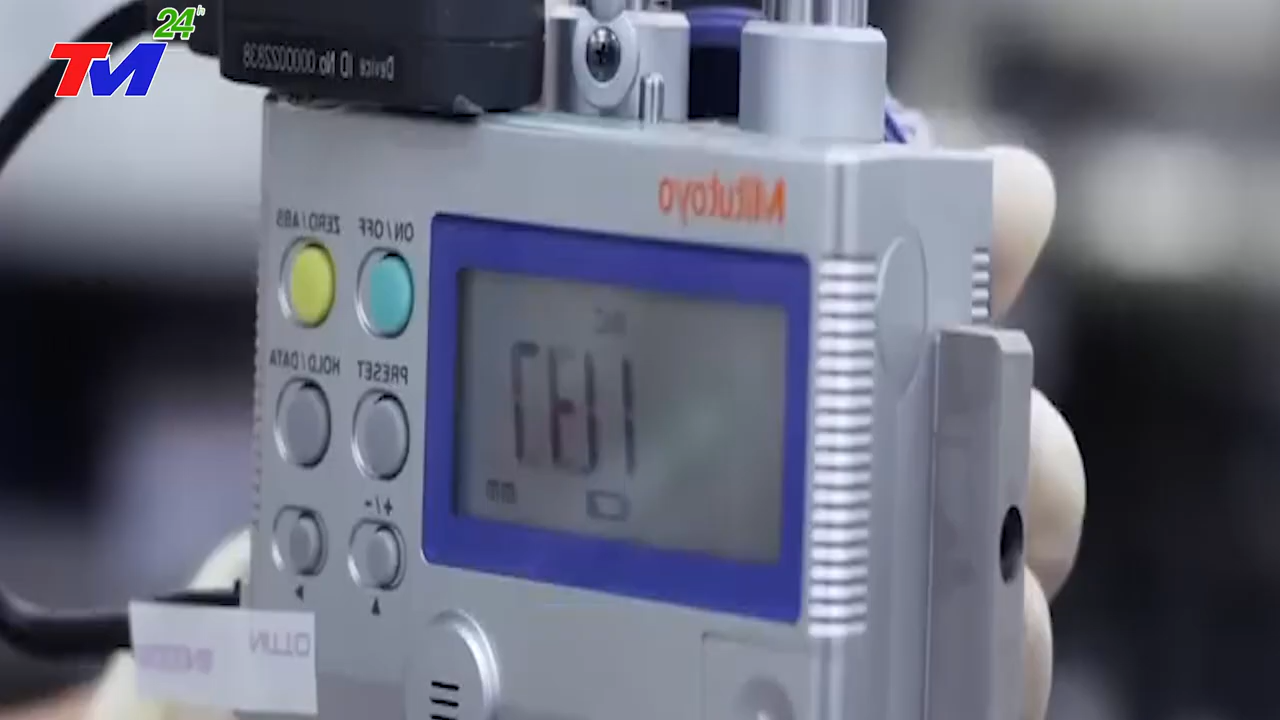 TM 24h
Device ID No 0000022838
Mitutoyo
ZERO/ABS
ON/OFF
HOLD/DATA
PRESET
+/-
mm